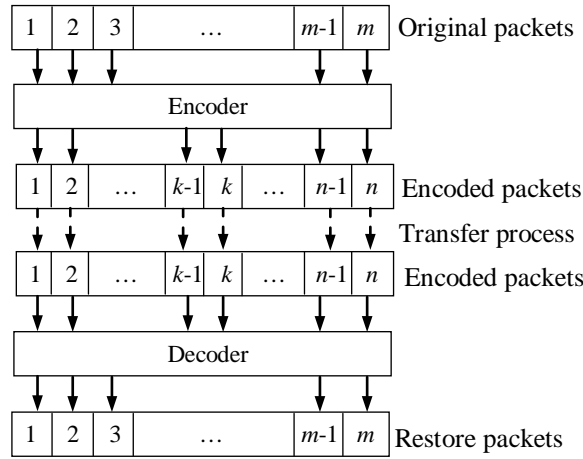 1 2 3 … m-1 m Original packets
Encoder
1 2 … k-1 k … n-1 n Encoded packets
Transfer process
1 2 … k-1 k … n-1 n Encoded packets
Decoder
1 2 3 … m-1 m Restore packets